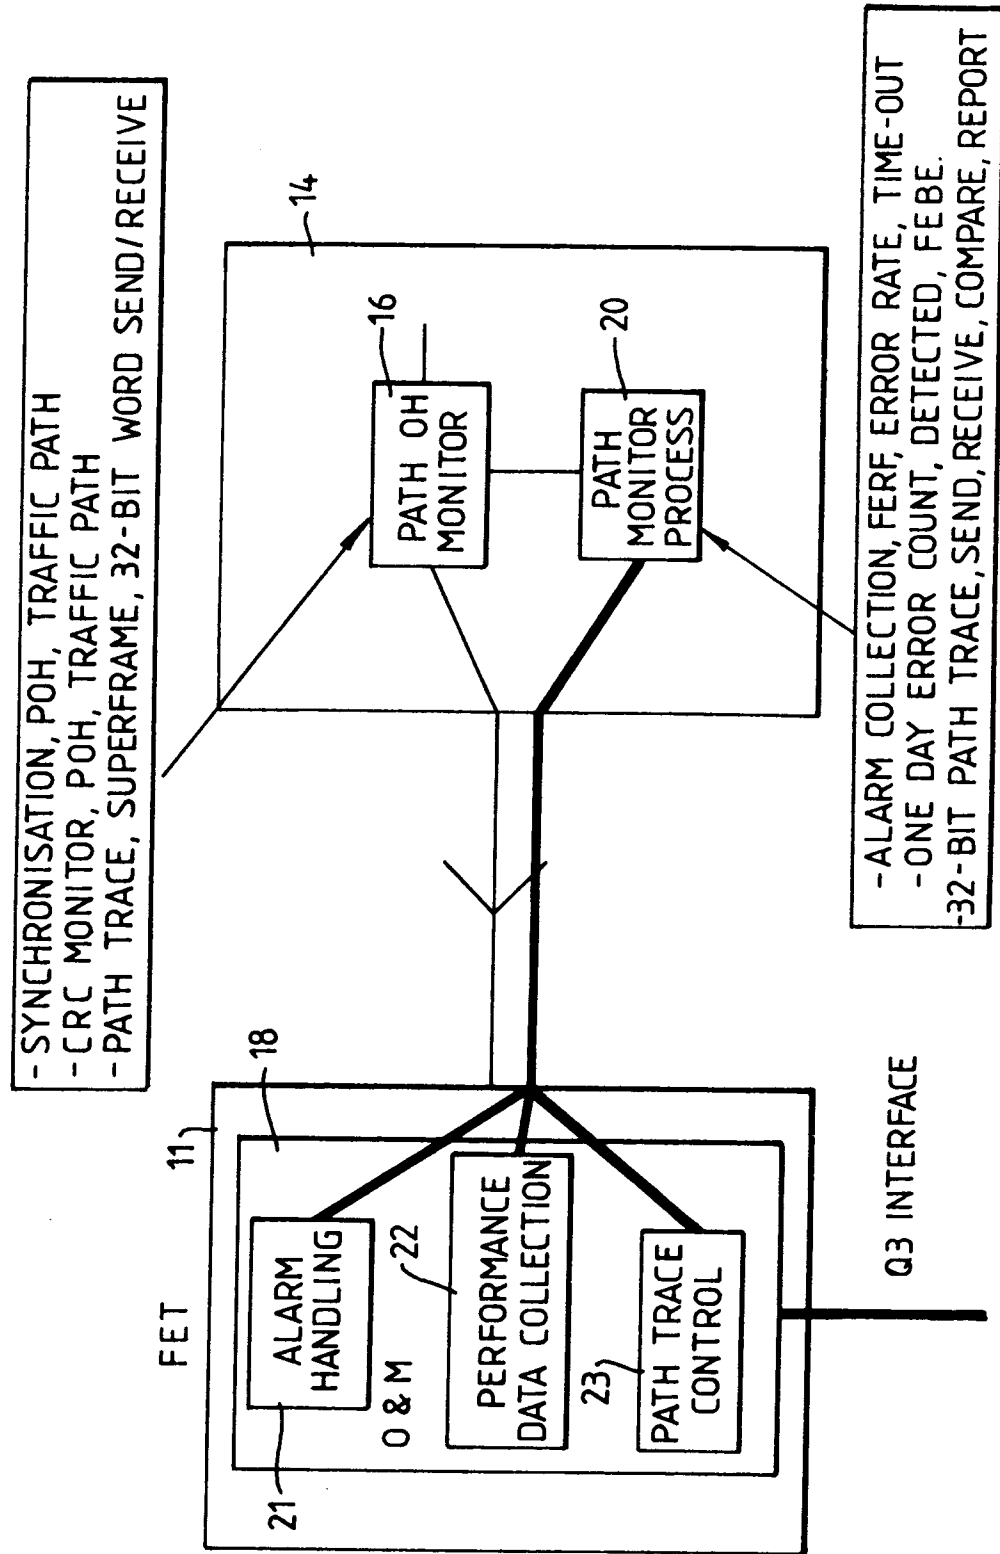 - SYNCHRONISATION, POH, TRAFFIC PATH
- CRC MONITOR, POH, TRAFFIC PATH
- PATH TRACE, SUPERFRAME, 32-BIT WORD SEND/RECEIVE
FET
11
18
21
ALARM
HANDLING
O & M
22
PERFORMANCE
DATA COLLECTION
23
PATH TRACE
CONTROL
Q3 INTERFACE
14
16
PATH OH
MONITOR
20
PATH
MONITOR
PROCESS
- ALARM COLLECTION, FERF, ERROR RATE, TIME-OUT
- ONE DAY ERROR COUNT, DETECTED, FEBE.
-32-BIT PATH TRACE, SEND, RECEIVE, COMPARE, REPORT